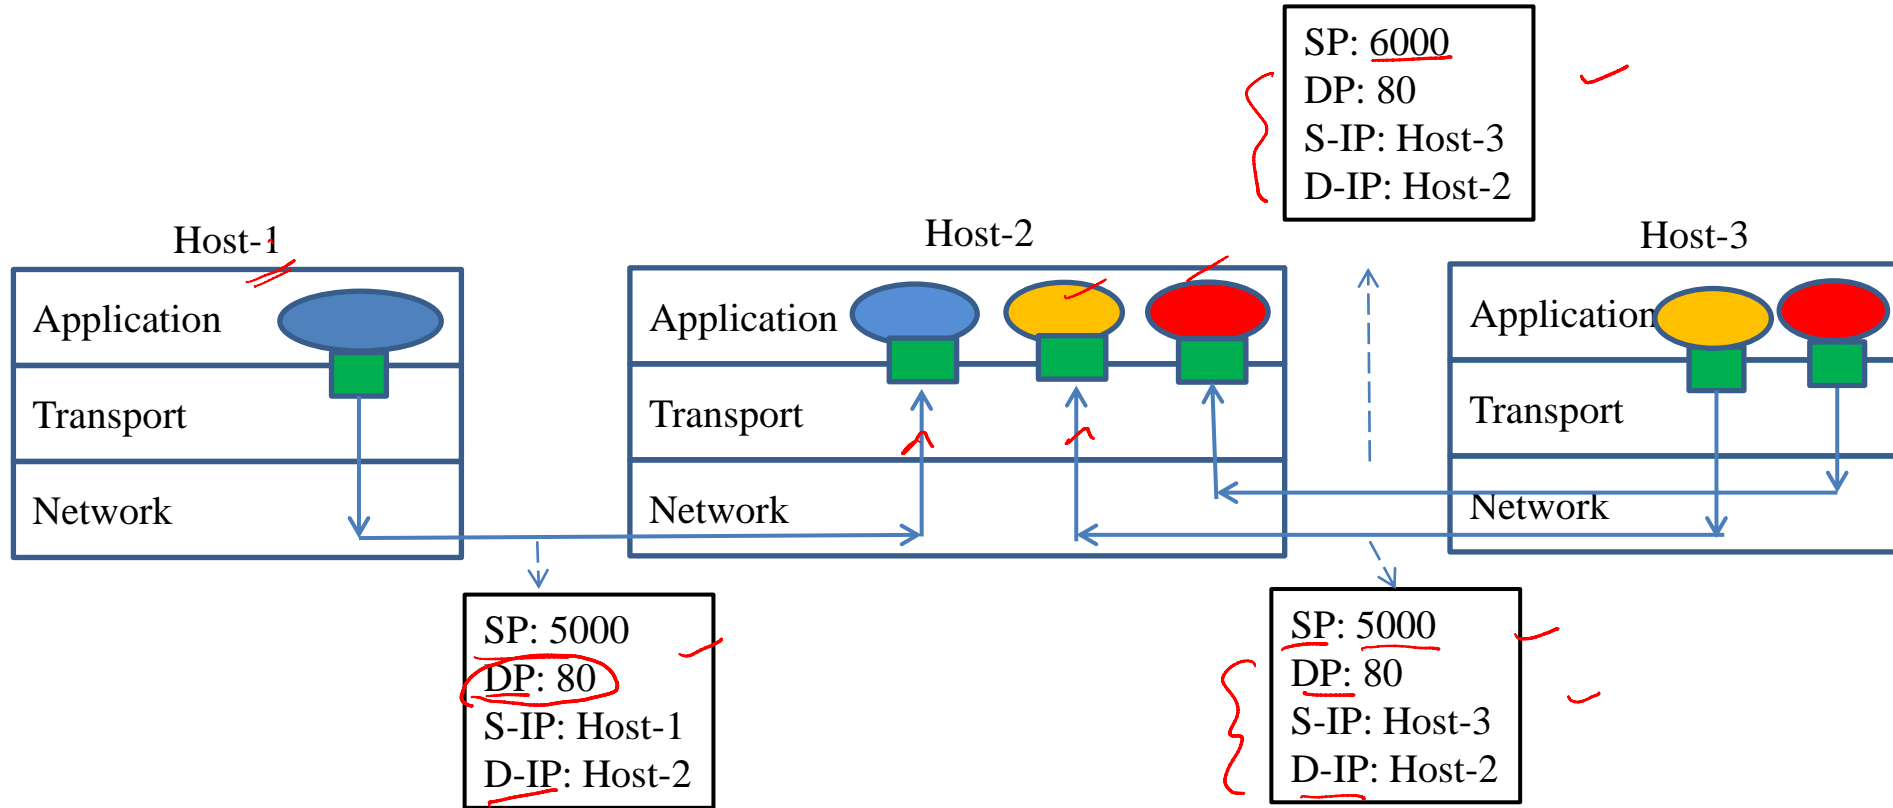 SP: 6000
DP: 80
S-IP: Host-3
D-IP: Host-2
Host-1
Host-2
Host-3
Application
Transport
Network
Application
Transport
Network
Application
Transport
Network
SP: 5000
DP: 80
S-IP: Host-1
D-IP: Host-2
SP: 5000
DP: 80
S-IP: Host-3
D-IP: Host-2